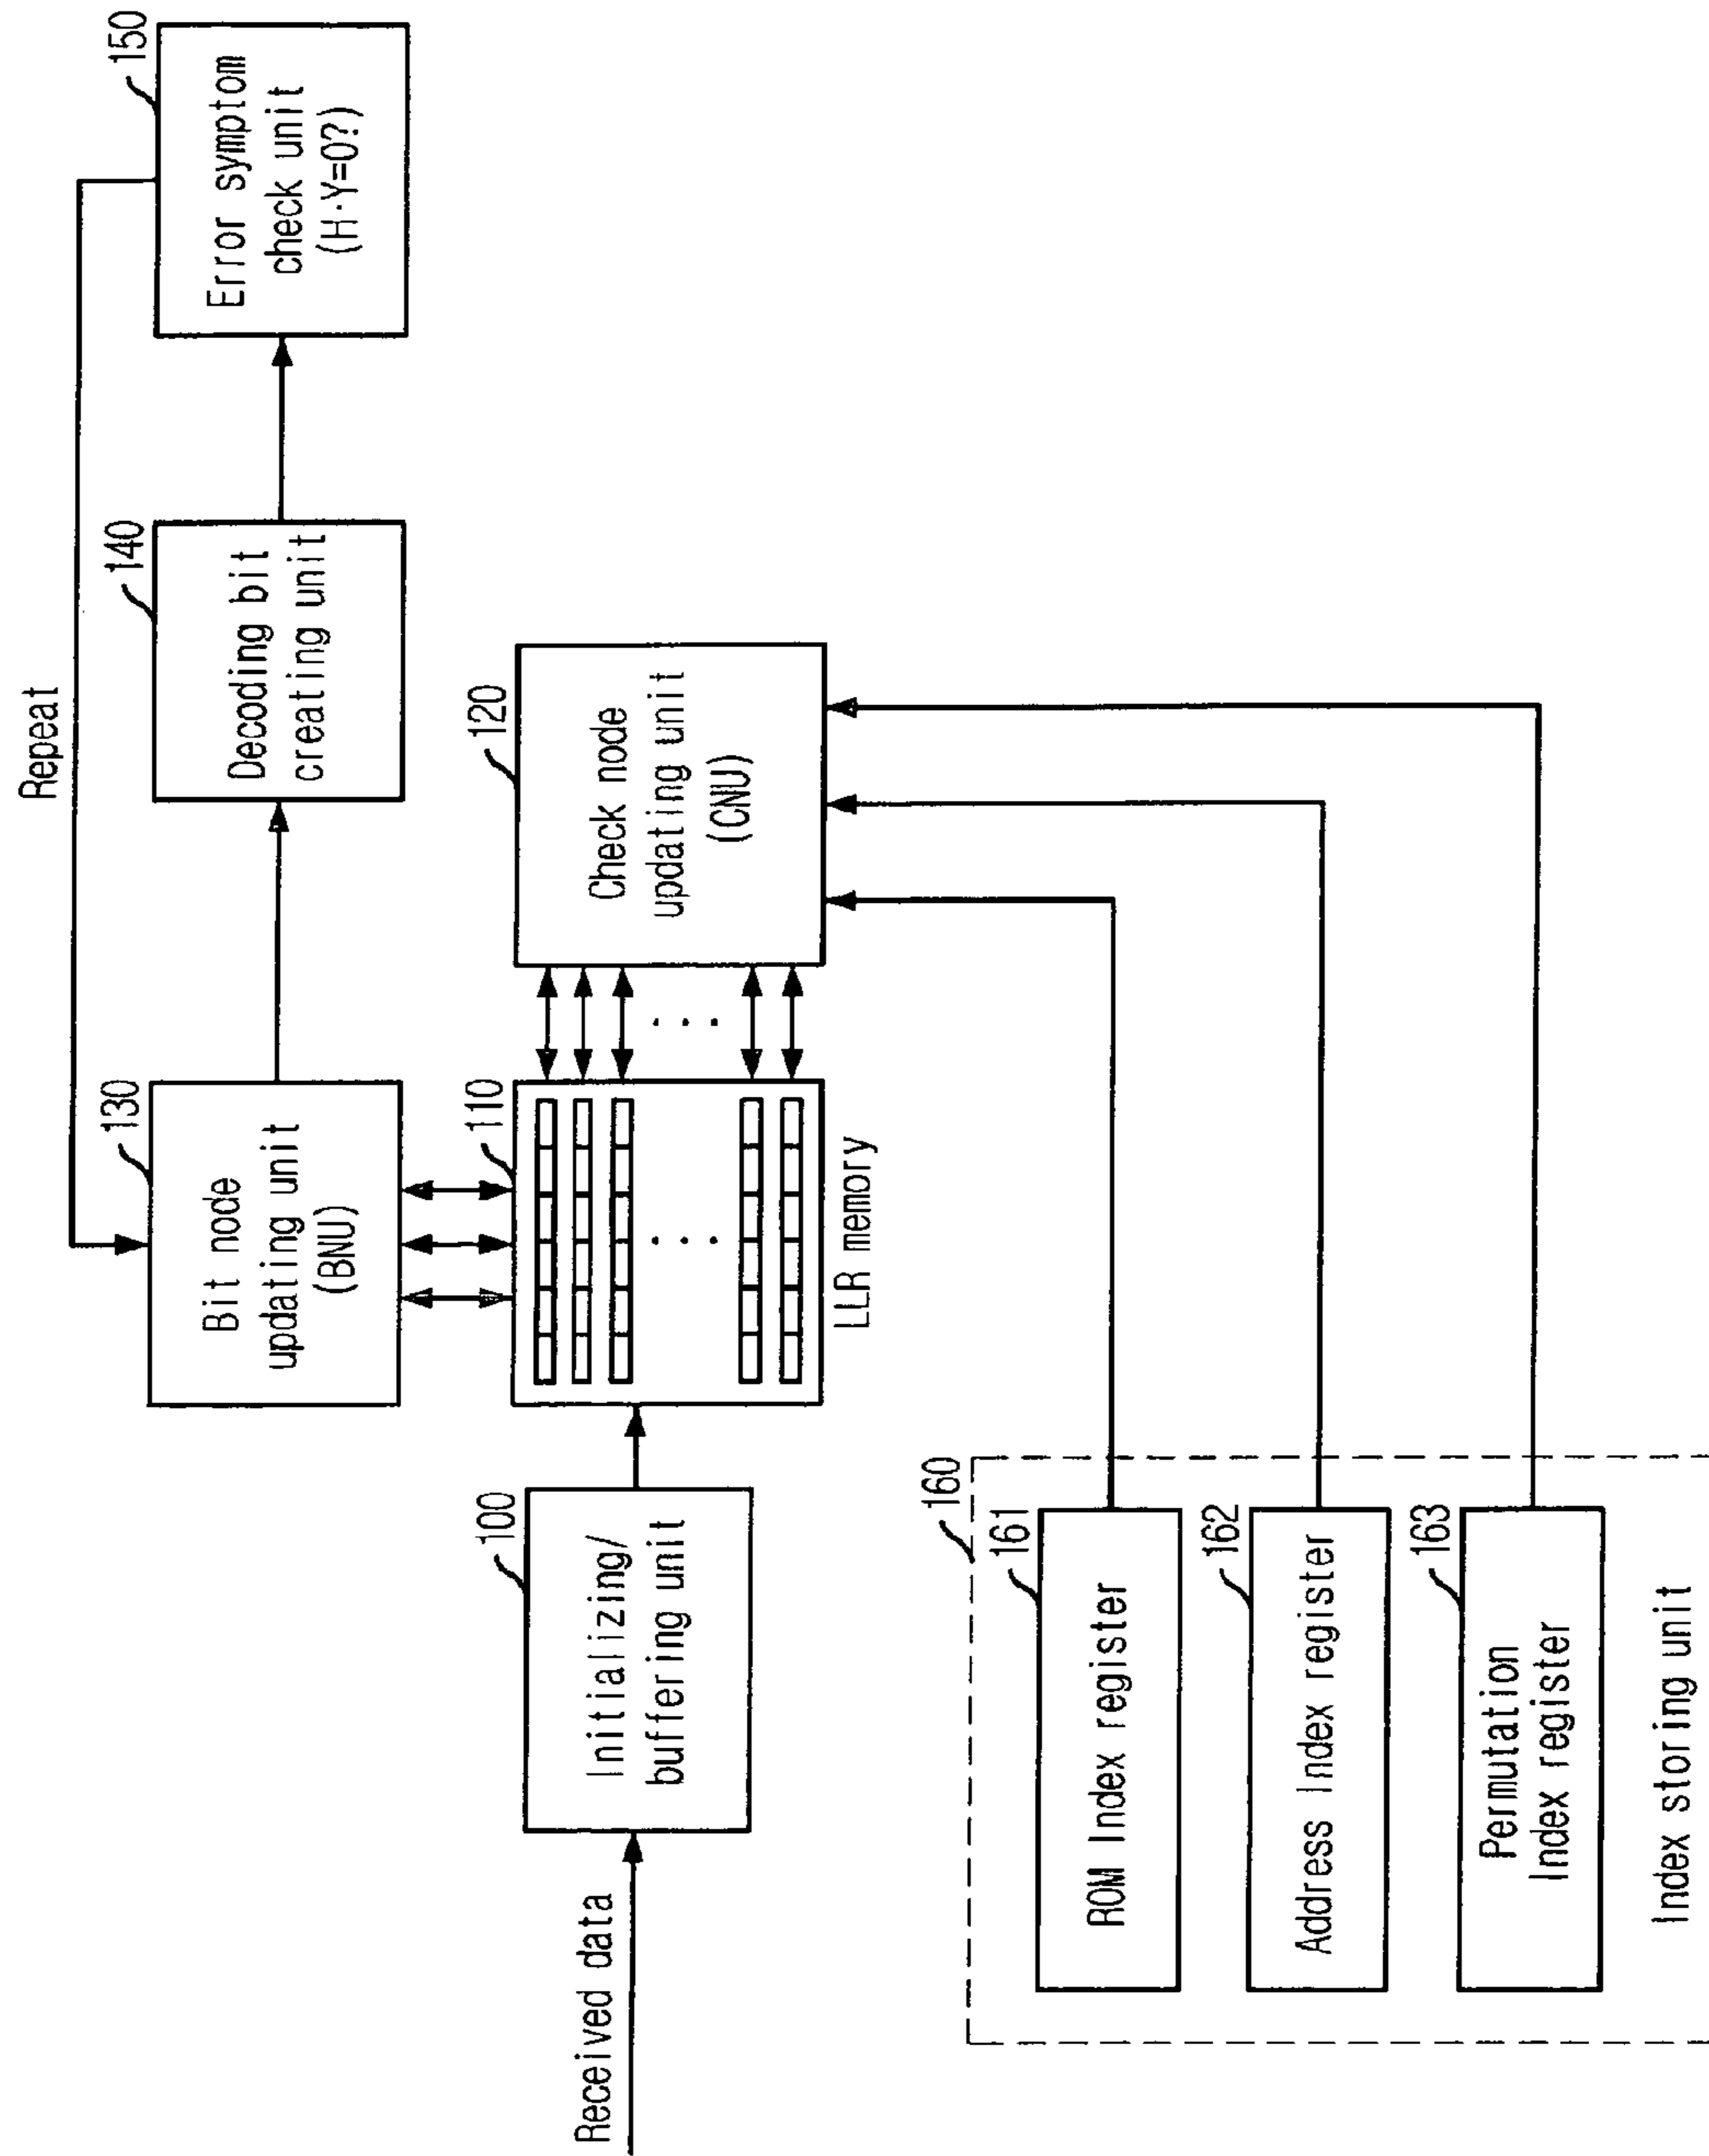 Repeat
130
Bit node
updating unit
(BNU)
140
Decoding bit
creating unit
150
Error symptom
check unit
(H·Y=0?)
Received data
100
Initializing/
buffering unit
110
. . .
LLR memory
. . .
120
Check node
updating unit
(CNU)
160
161
ROM Index register
162
Address Index register
163
Permutation
Index register
Index storing unit